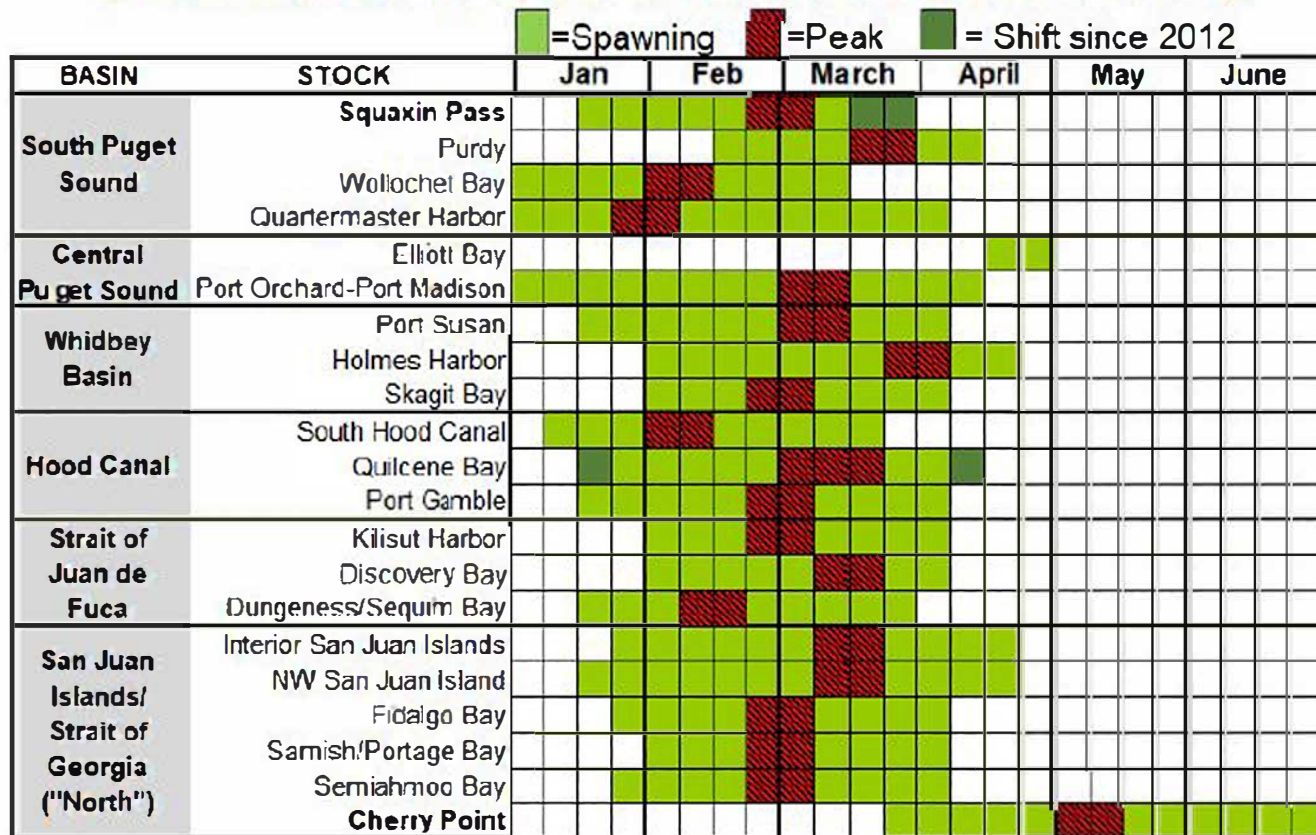 =Spawning =Peak = Shift since 2012
BASIN STOCK Jan Feb March April May June
South Puget Sound
Squaxin Pass
Purdy
Wollochet Bay
Quartermaster Harbor
Central Pu get Sound
Elliott Bay
Port Orchard-Port Madison
Whidbey Basin
Port Susan
Holmes Harbor
Skagit Bay
Hood Canal
South Hood Canal
Quilcene Bay
Port Gamble
Strait of Juan de Fuca
Kilisut Harbor
Discovery Bay
Dungeness/Sequim Bay
San Juan Islands/ Strait of Georgia ("North")
Interior San Juan Islands
NW San Juan Island
Fidalgo Bay
Samish/Portage Bay
Semiahmoo Bay
Cherry Point